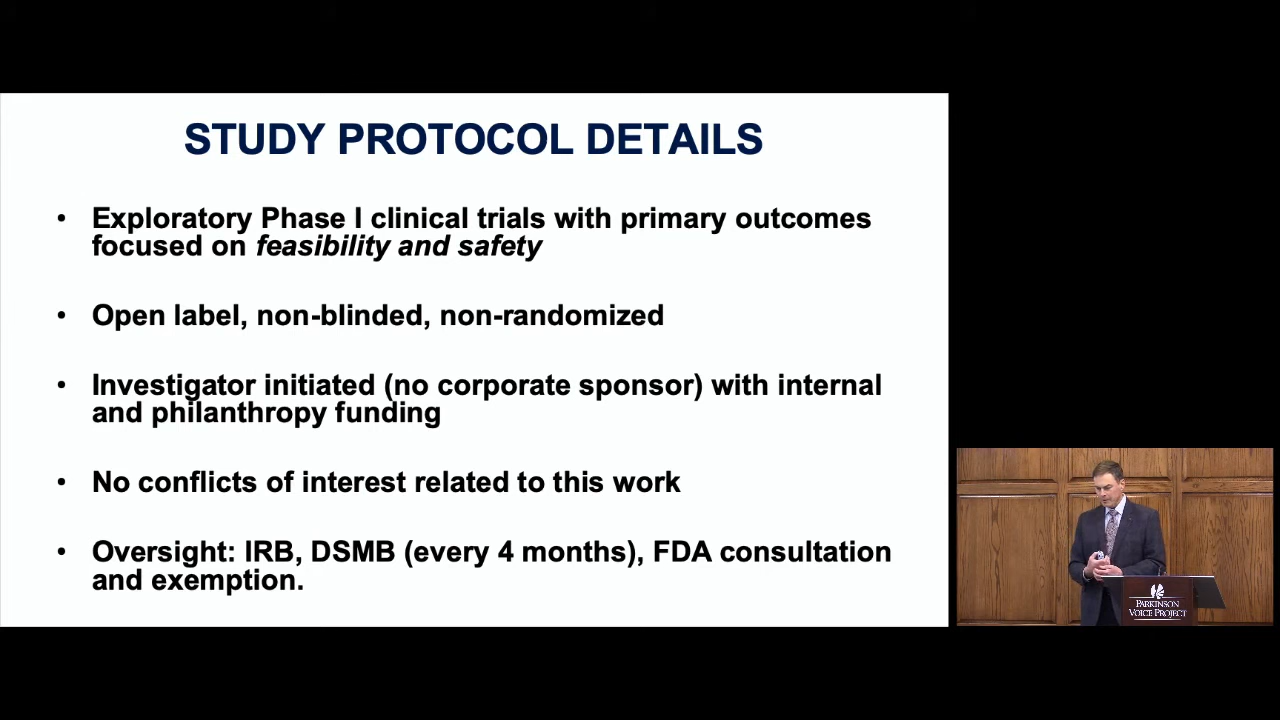 STUDY PROTOCOL DETAILS
• Exploratory Phase I clinical trials with primary outcomes
focused on feasibility and safety
• Open label, non-blinded, non-randomized
• Investigator initiated (no corporate sponsor) with internal
and philanthropy funding
• No conflicts of interest related to this work
• Oversight: IRB, DSMB (every 4 months), FDA consultation
and exemption.
PARKINSON
VOICE PROJECT